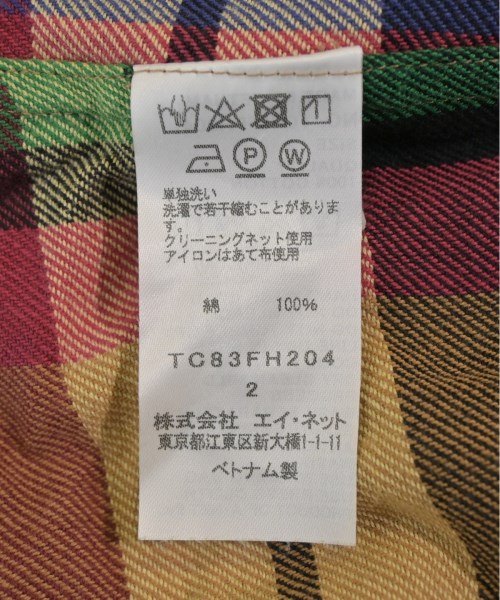 P W
単独洗い
洗濯で若干縮むことがありま
す。
クリーニングネット使用
アイロンはあて布使用
綿 100%
TC83FH204
2
株式会社 エイ・ネット
東京都江東区新大橋1-1-11
ベトナム製